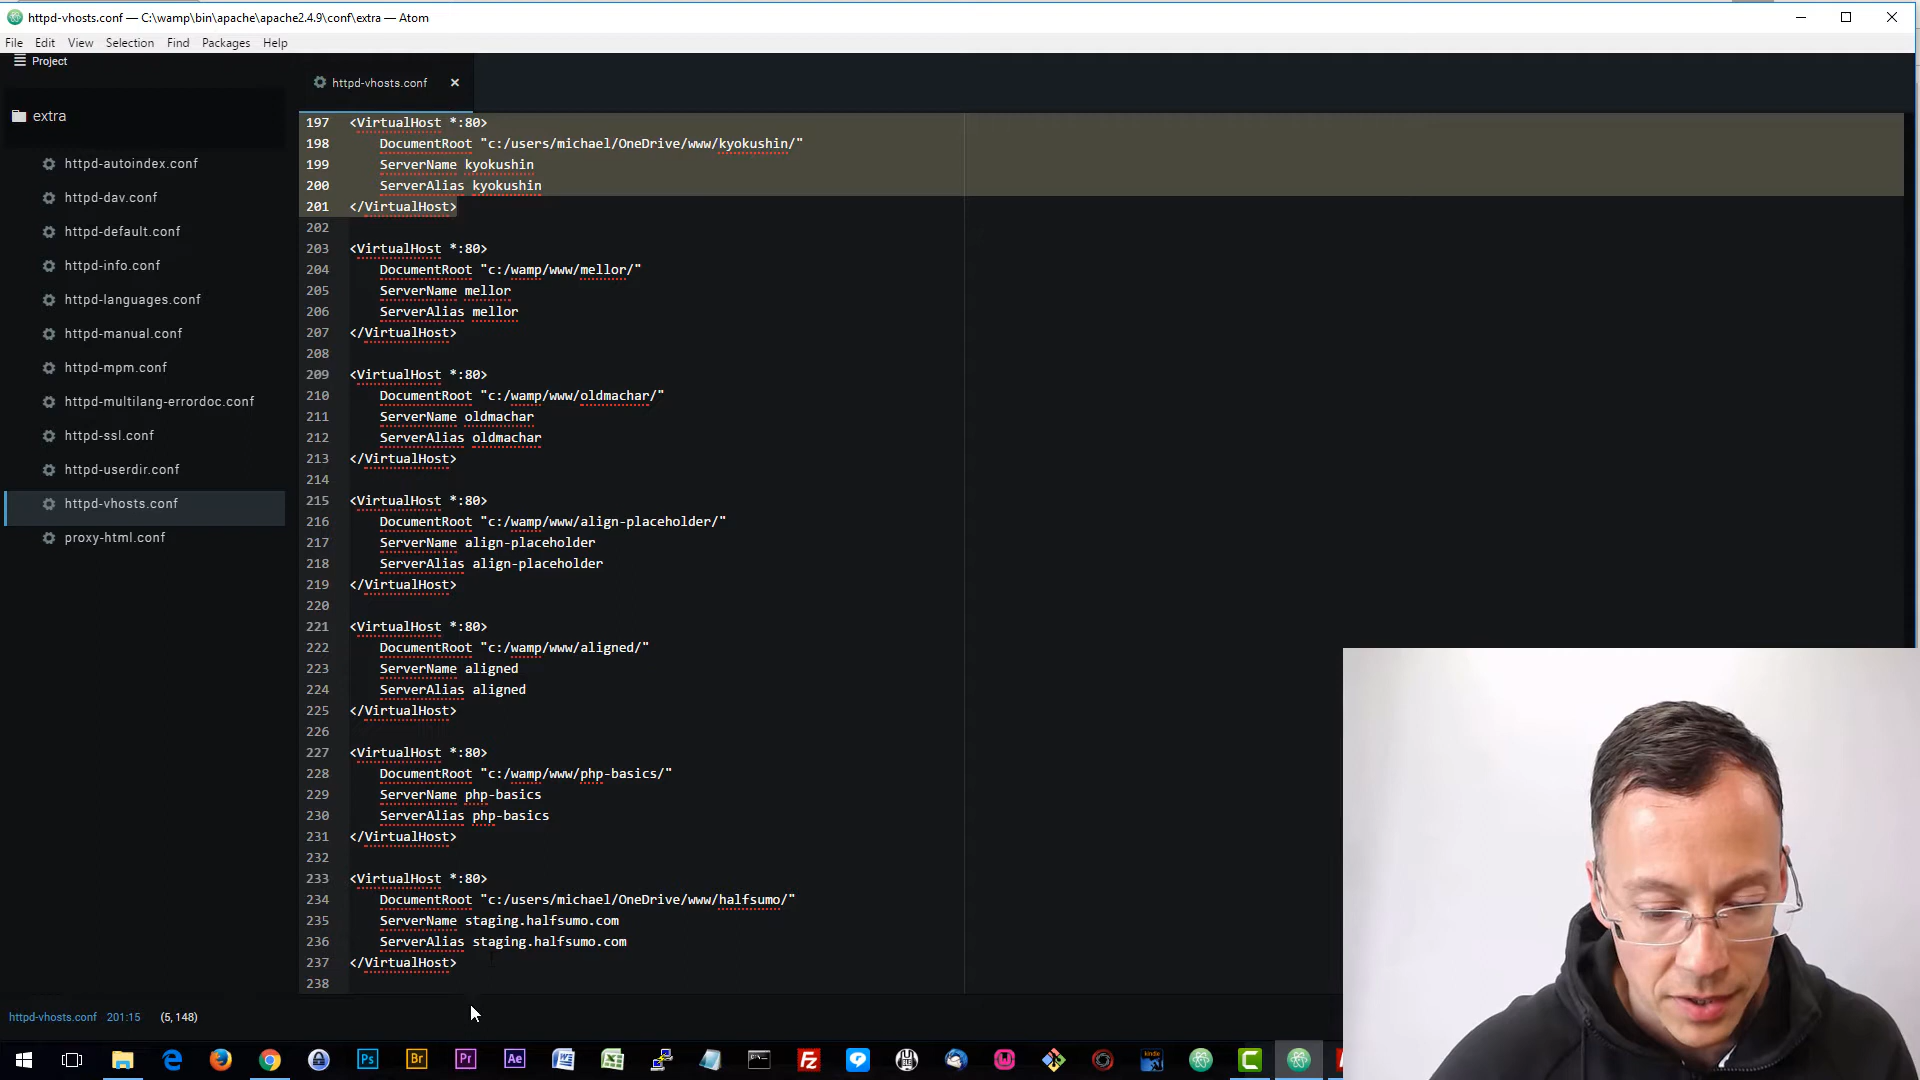 httpd-vhosts.conf — C:\wamp\bin\apache\apache2.4.9\conf\extra — Atom
File Edit View Selection Find Packages Help
Project
extra
httpd-autoindex.conf
httpd-dav.conf
httpd-default.conf
httpd-info.conf
httpd-languages.conf
httpd-manual.conf
httpd-mpm.conf
httpd-multilang-errordoc.conf
httpd-ssl.conf
httpd-userdir.conf
httpd-vhosts.conf
proxy-html.conf
httpd-vhosts.conf
197 <VirtualHost *:80>
198 DocumentRoot "c:/users/michael/OneDrive/www/kyokushin/"
199 ServerName kyokushin
200 ServerAlias kyokushin
201 </VirtualHost>
202
203 <VirtualHost *:80>
204 DocumentRoot "c:/wamp/www/mellor/"
205 ServerName mellor
206 ServerAlias mellor
207 </VirtualHost>
208
209 <VirtualHost *:80>
210 DocumentRoot "c:/wamp/www/oldmachar/"
211 ServerName oldmachar
212 ServerAlias oldmachar
213 </VirtualHost>
214
215 <VirtualHost *:80>
216 DocumentRoot "c:/wamp/www/align-placeholder/"
217 ServerName align-placeholder
218 ServerAlias align-placeholder
219 </VirtualHost>
220
221 <VirtualHost *:80>
222 DocumentRoot "c:/wamp/www/aligned/"
223 ServerName aligned
224 ServerAlias aligned
225 </VirtualHost>
226
227 <VirtualHost *:80>
228 DocumentRoot "c:/wamp/www/php-basics/"
229 ServerName php-basics
230 ServerAlias php-basics
231 </VirtualHost>
232
233 <VirtualHost *:80>
234 DocumentRoot "c:/users/michael/OneDrive/www/halfsumo/"
235 ServerName staging.halfsumo.com
236 ServerAlias staging.halfsumo.com
237 </VirtualHost>
238
httpd-vhosts.conf 201:15 (5, 148)
Ps Br Pr Ae